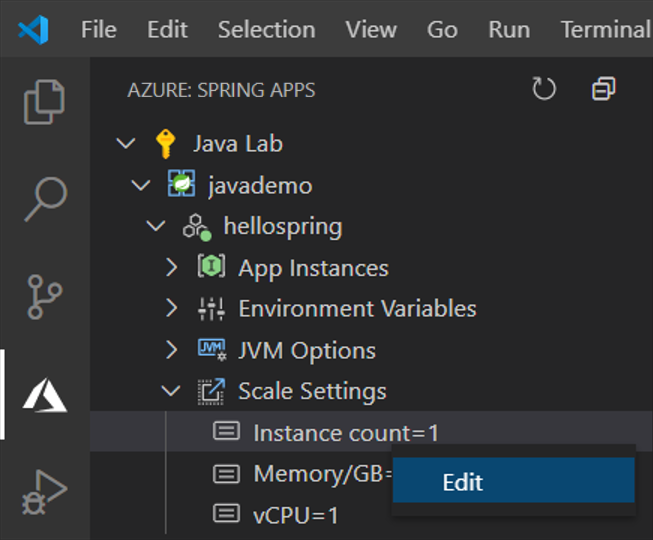 File Edit Selection View Go Run Terminal
AZURE: SPRING APPS
Java Lab
javademo
hellospring
App Instances
Environment Variables
JVM
JVM Options
Scale Settings
Instance count=1
Memory/GB=
Edit
vCPU=1